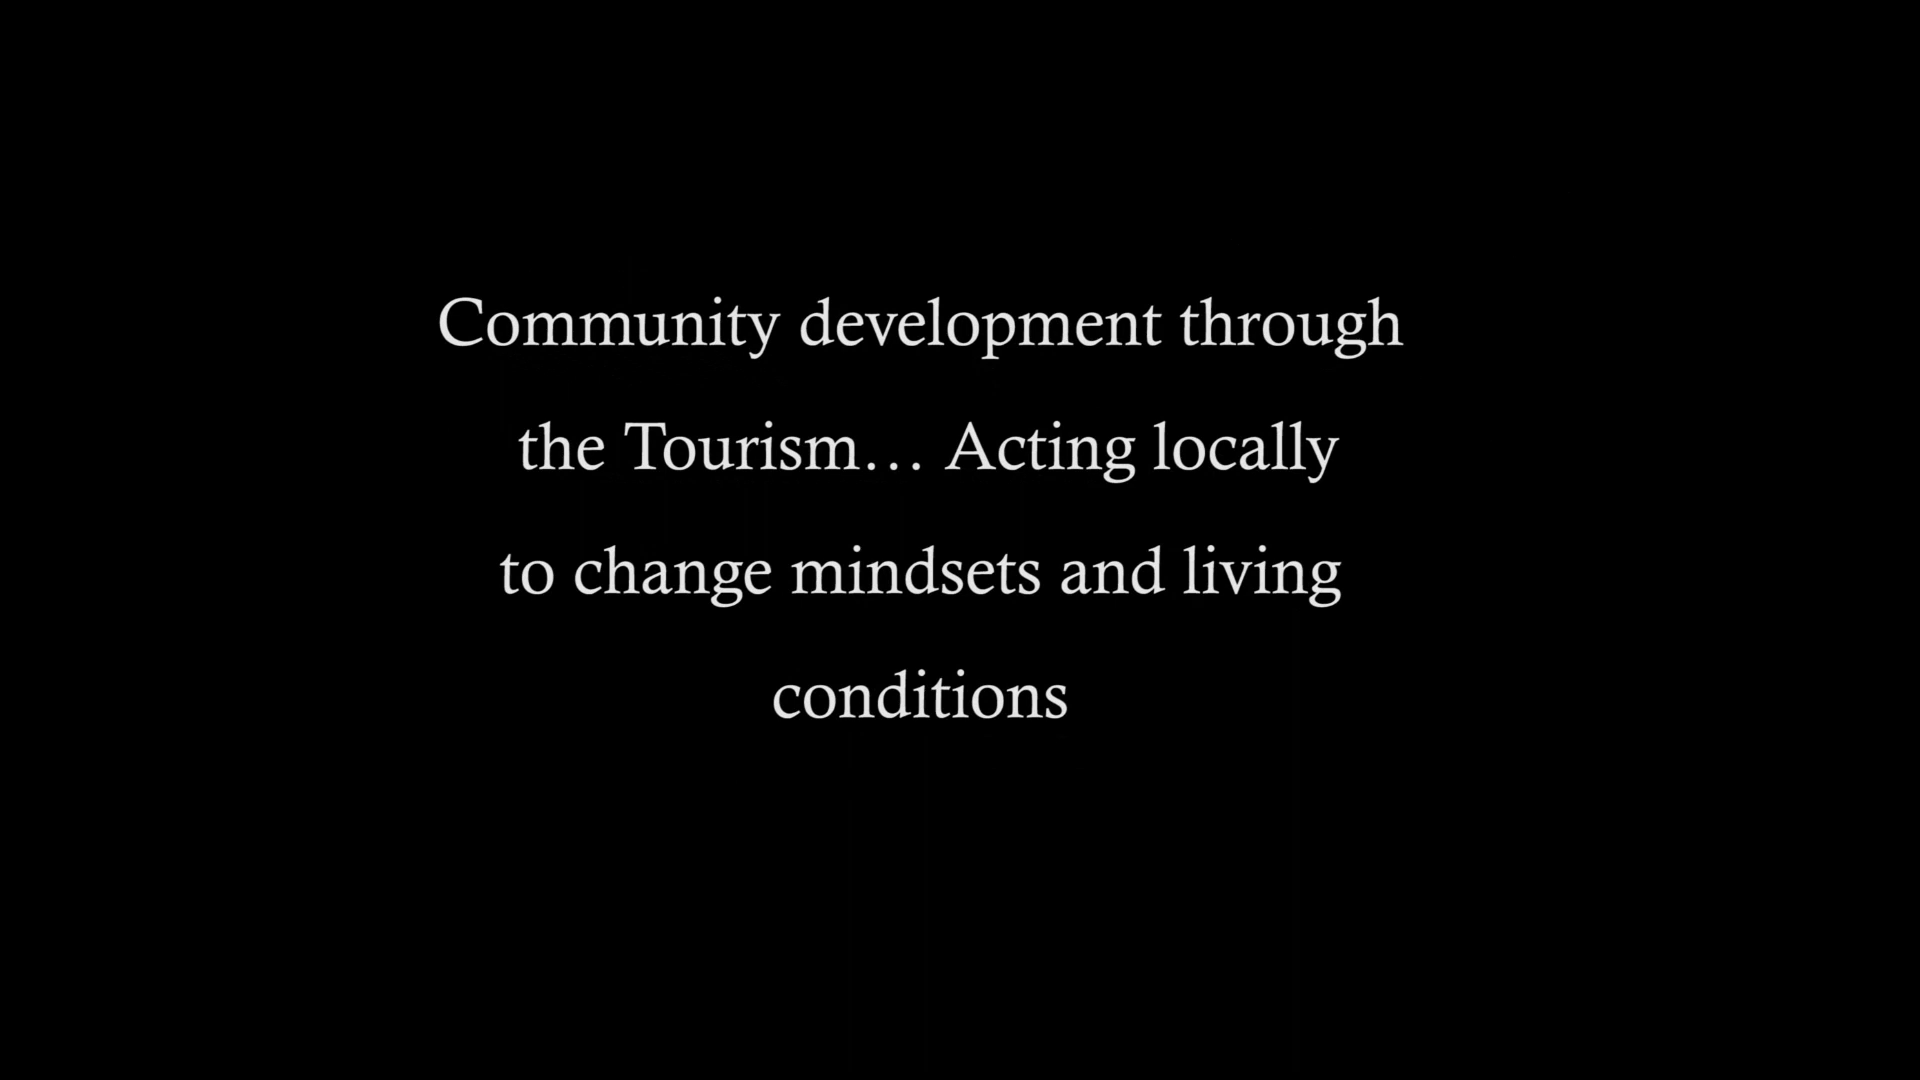 Community development through
the Tourism… Acting locally
to change mindsets and living
conditions